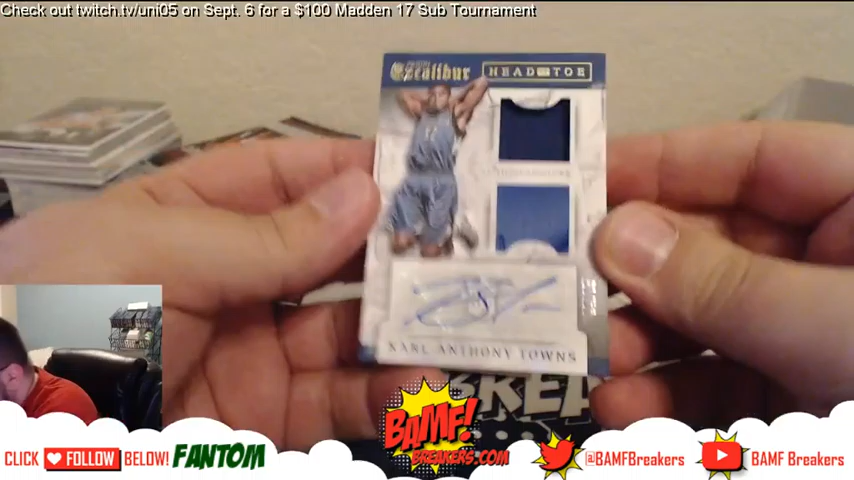 Check out twitch.tv/uni05 on Sept. 6 for a $100 Madden 17 Sub Tournament
Excalibur HEAD TO TOE
KARL-ANTHONY TOWNS
BREA
BAMF!
BREAKERS.COM
CLICK FOLLOW BELOW! FANTOM
@BAMFBreakers
BAMF Breakers